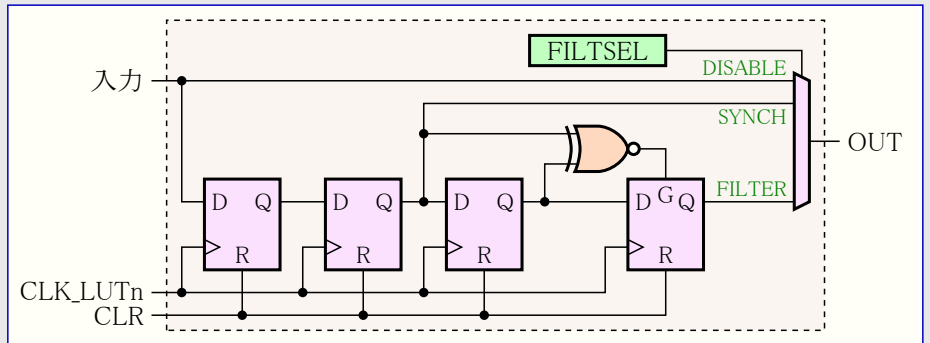 FILTSEL
DISABLE
入力
SYNCH
OUT
FILTER
D Q
D Q
D Q
D G Q
R
R
R
R
CLK_LUTn
CLR